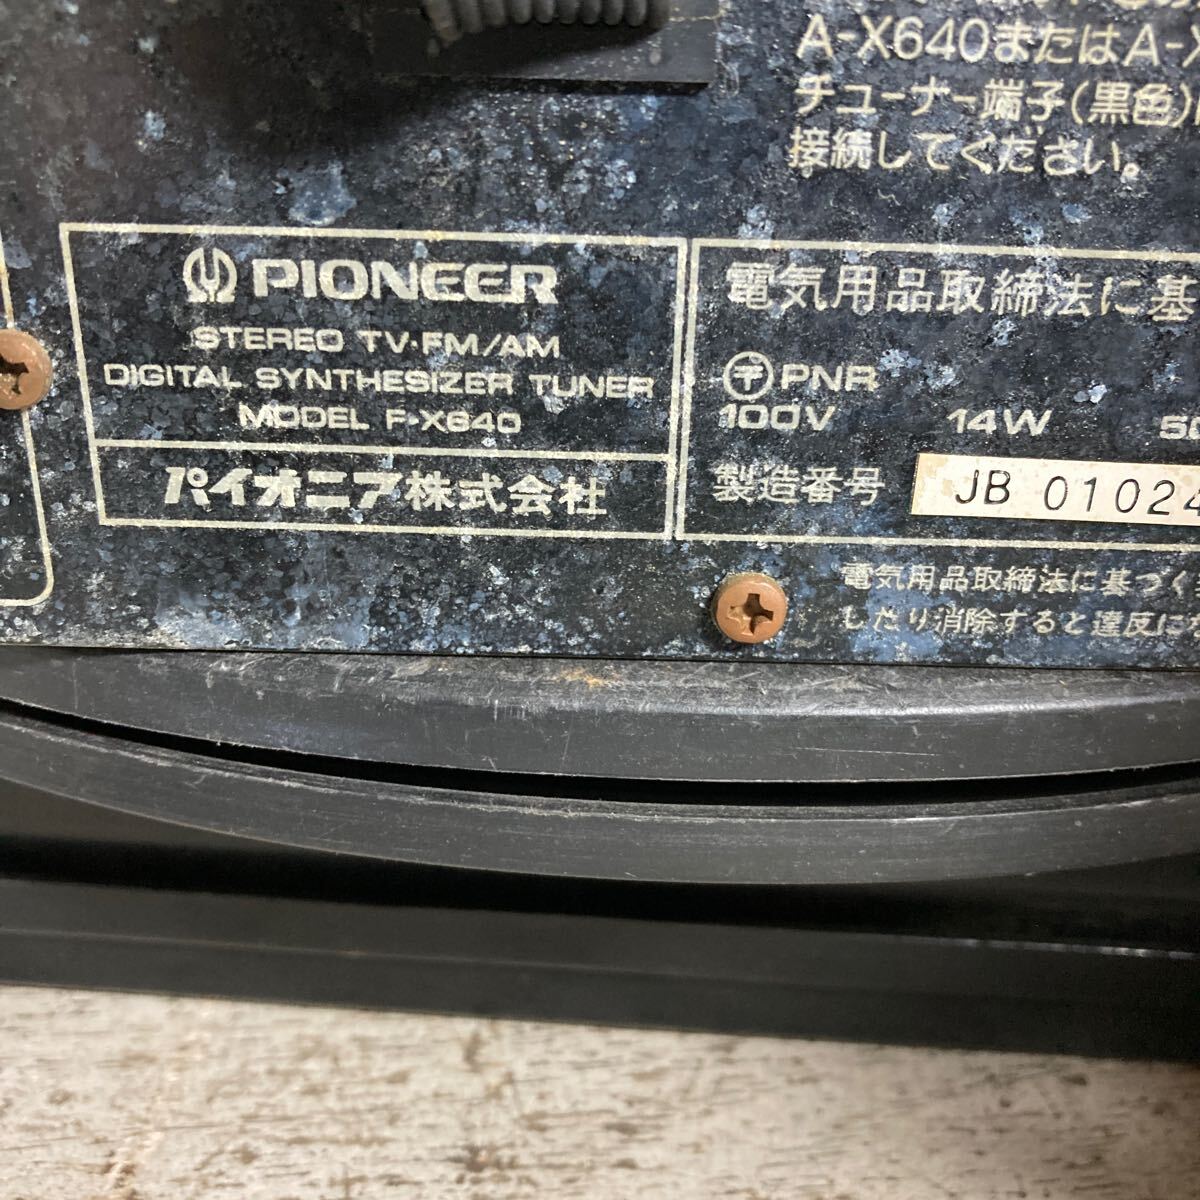 A-X640またはA-X
チューナー端子(黒色)
接続してください。
PIONEER
STEREO TV·FM/AM
DIGITAL SYNTHESIZER TUNER
MODEL F-X640
パイオニア株式会社
電気用品取締法に基
〒 PNR
100V 14W 50
製造番号 JB 01024
電気用品取締法に基づく
したり消除すると違反に